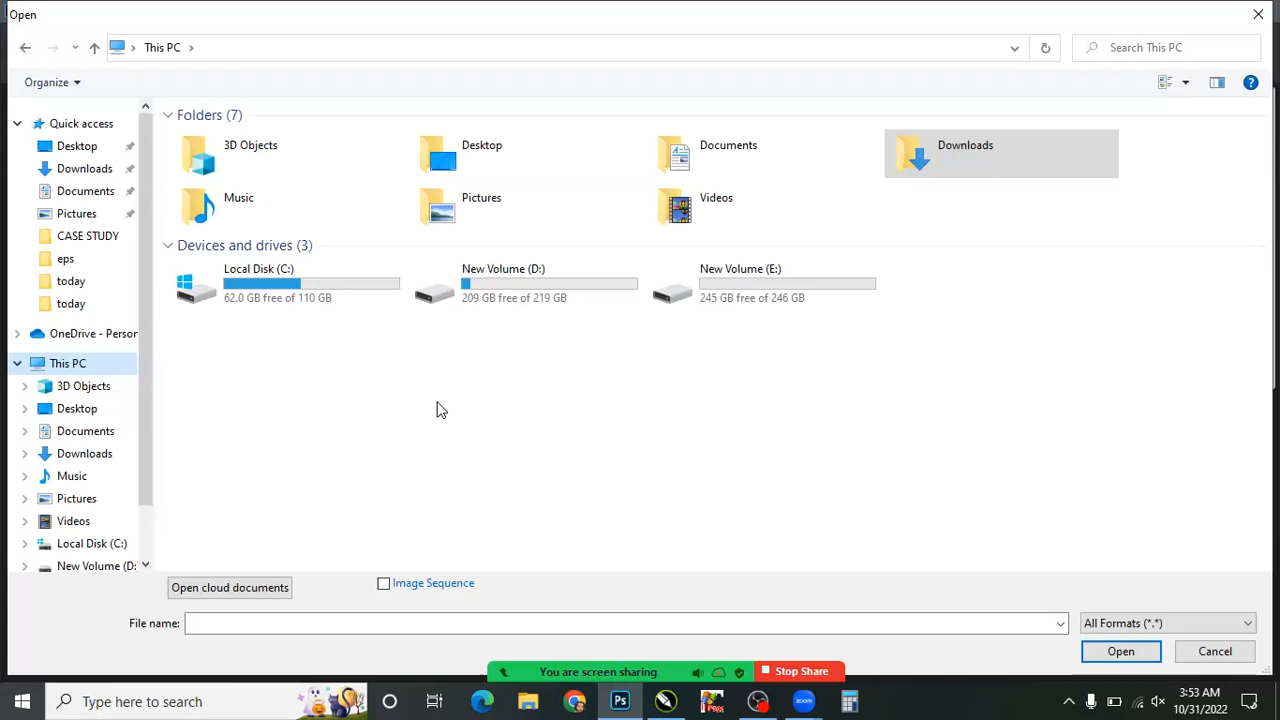 Open
This PC
Search This PC
Organize
Quick access
Desktop
Downloads
Documents
Pictures
CASE STUDY
eps
today
today
OneDrive - Person
This PC
3D Objects
Desktop
Documents
Downloads
Music
Pictures
Videos
Local Disk (C:)
New Volume (D:
Folders (7)
3D Objects
Desktop
Documents
Downloads
Music
Pictures
Videos
Devices and drives (3)
Local Disk (C:)
62.0 GB free of 110 GB
New Volume (D:)
209 GB free of 219 GB
New Volume (E:)
245 GB free of 246 GB
Open cloud documents
Image Sequence
File name:
All Formats (*.*)
Open
Cancel
You are screen sharing
Stop Share
Type here to search
Ps
zoom
3:53 AM
10/31/2022